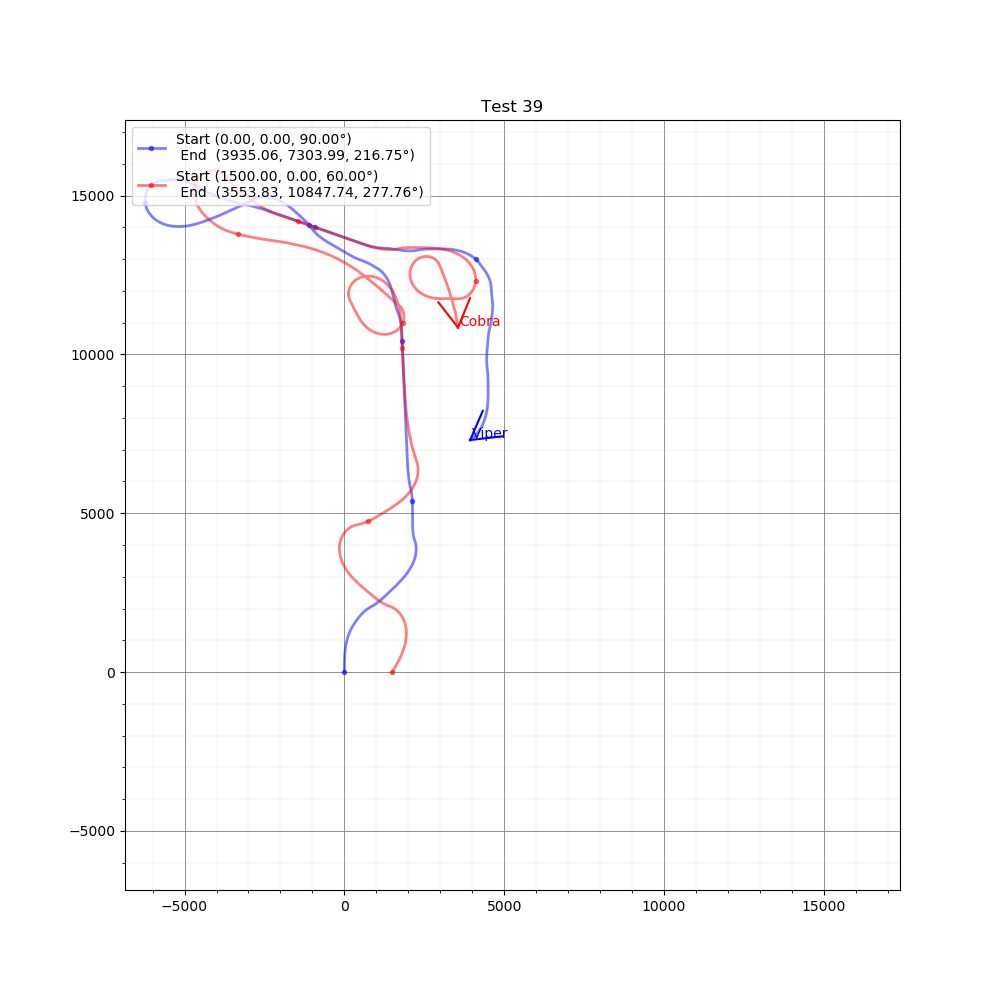 Test 39
Start (0.00, 0.00, 90.00°)
End (3935.06, 7303.99, 216.75°)
Start (1500.00, 0.00, 60.00°)
End (3553.83, 10847.74, 277.76°)
15000
10000
5000
0
−5000
Cobra
Viper
−5000 0 5000 10000 15000